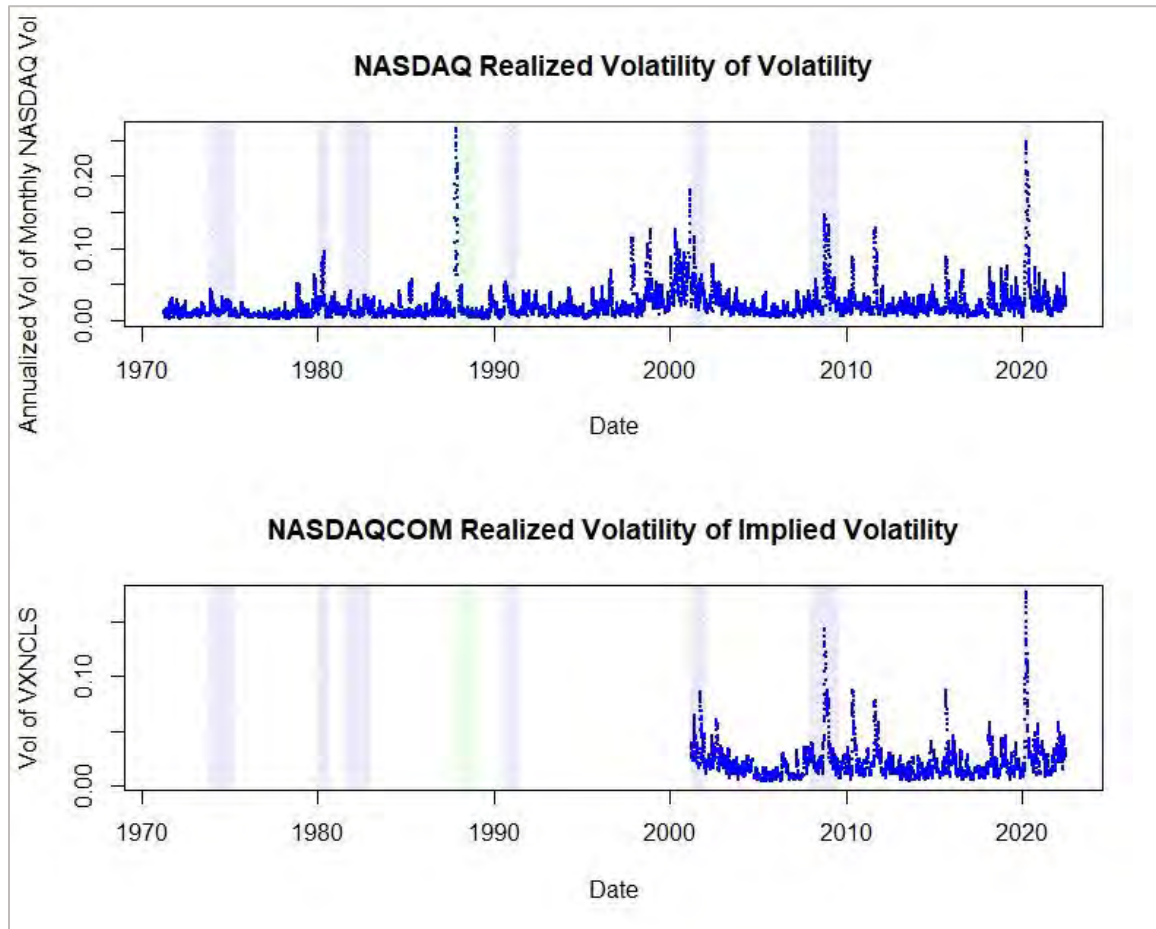 NASDAQ Realized Volatility of Volatility
Annualized Vol of Monthly NASDAQ Vol
0.20
0.10
0.00
1970 1980 1990 2000 2010 2020
Date
NASDAQCOM Realized Volatility of Implied Volatility
Vol of VXNCLS
0.10
0.00
1970 1980 1990 2000 2010 2020
Date